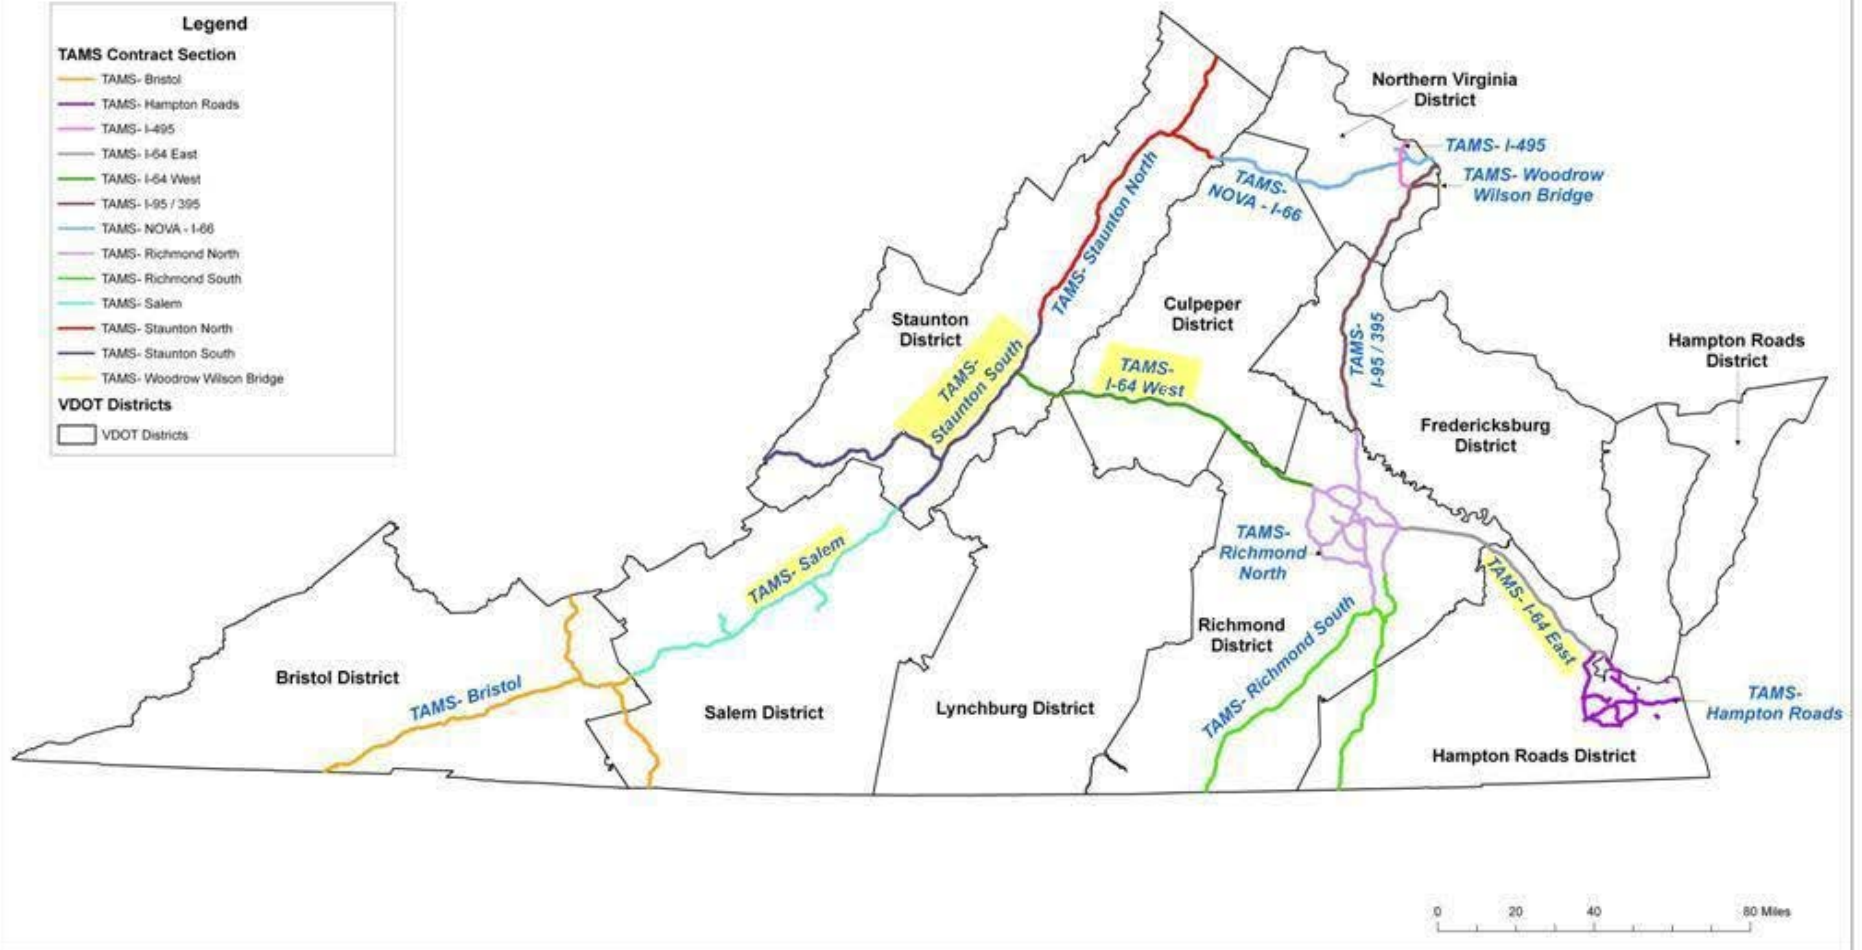 Legend
TAMS Contract Section
TAMS- Bristol
TAMS- Hampton Roads
TAMS- I-495
TAMS- I-64 East
TAMS- I-64 West
TAMS- I-95 / 395
TAMS- NOVA - I-66
TAMS- Richmond North
TAMS- Richmond South
TAMS- Salem
TAMS- Staunton North
TAMS- Staunton South
TAMS- Woodrow Wilson Bridge
VDOT Districts
VDOT Districts
Northern Virginia
District
TAMS- I-495
TAMS- Woodrow
Wilson Bridge
TAMS-
NOVA - I-66
TAMS- Staunton North
Staunton
District
Culpeper
District
TAMS-
Staunton South
TAMS-
I-64 West
TAMS-
I-95 / 395
Hampton Roads
District
Fredericksburg
District
TAMS- Salem
TAMS-
Richmond
North
TAMS- I-64 East
Richmond
District
TAMS- Richmond South
Bristol District
TAMS- Bristol
Salem District
Lynchburg District
TAMS-
Hampton Roads
Hampton Roads District
0 20 40 80 Miles